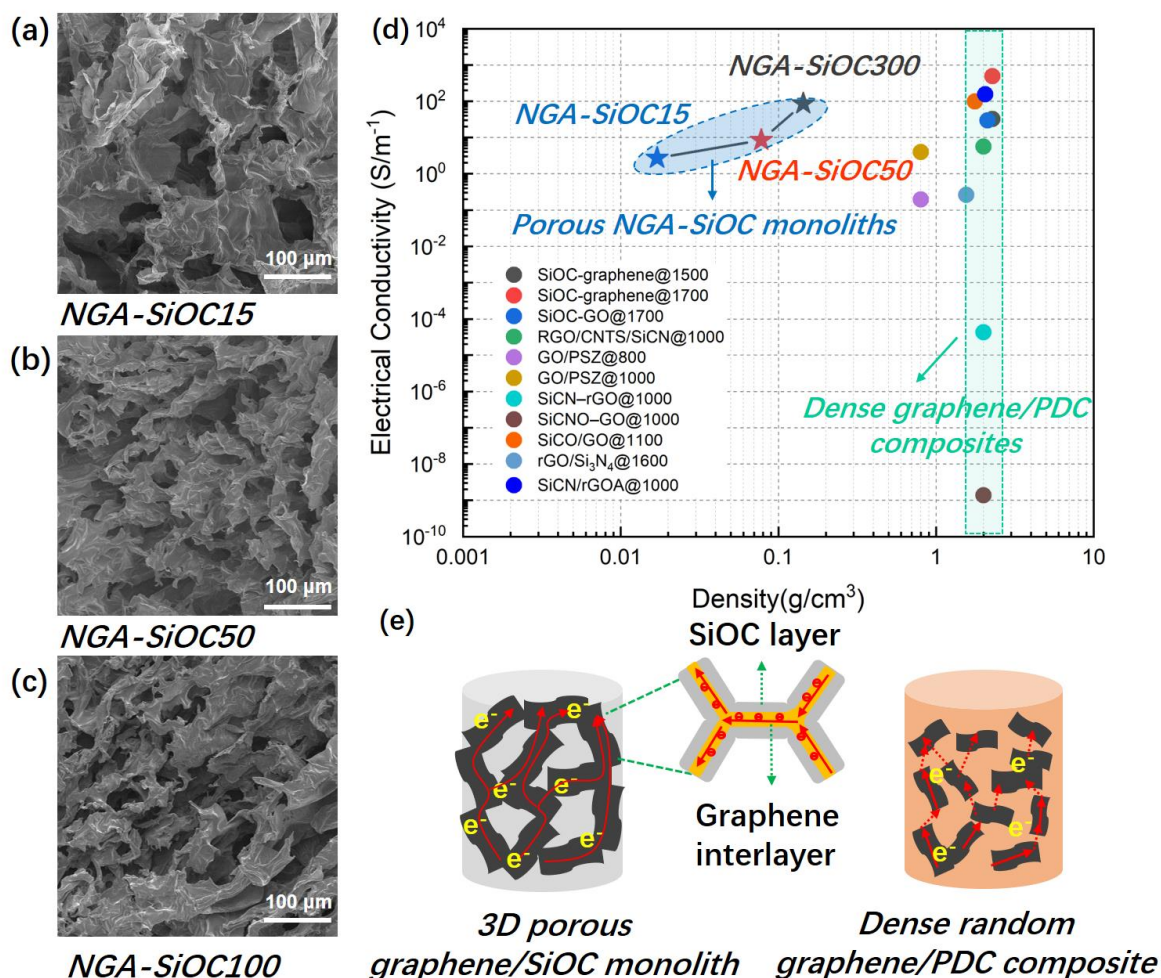 (a)
100 μm
NGA-SiOC15
(b)
100 μm
NGA-SiOC50
(c)
100 μm
NGA-SiOC100
(d)
Electrical Conductivity (S/m⁻¹)
10⁴
10²
10⁰
10⁻²
10⁻⁴
10⁻⁶
10⁻⁸
10⁻¹⁰
NGA-SiOC300
NGA-SiOC15
NGA-SiOC50
Porous NGA-SiOC monoliths
SiOC-graphene@1500
SiOC-graphene@1700
SiOC-GO@1700
RGO/CNTS/SiCN@1000
GO/PSZ@800
GO/PSZ@1000
SiCN–rGO@1000
SiCNO–GO@1000
SiCO/GO@1100
rGO/Si₃N₄@1600
SiCN/rGOA@1000
Dense graphene/PDC
composites
0.001 0.01 0.1 1 10
Density(g/cm³)
(e)
SiOC layer
e⁻
e⁻ e⁻
e⁻
e⁻ e⁻
e⁻
e⁻
e⁻
e⁻
Graphene
interlayer
3D porous
graphene/SiOC monolith
Dense random
graphene/PDC composite